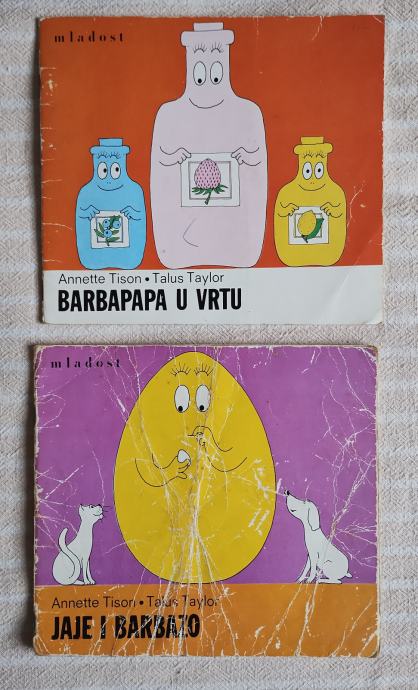 mladost
Annette Tison • Talus Taylor
BARBAPAPA U VRTU
mladost
Annette Tison • Talus Taylor
JAJE I BARBAZO